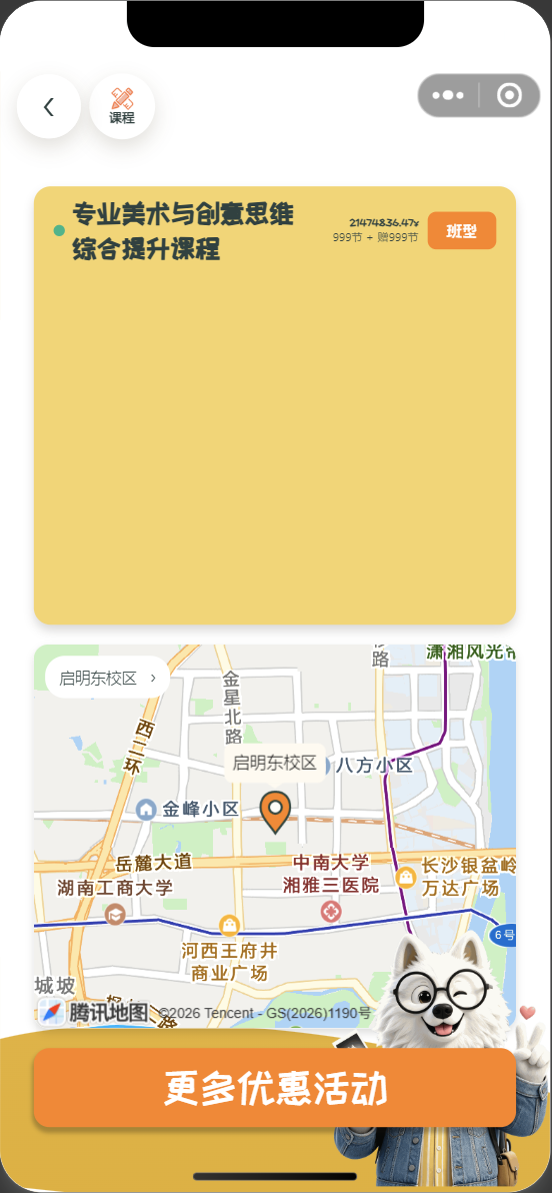 课程
专业美术与创意思维
综合提升课程
21474836.47¥
999节 + 赠999节
班型
启明东校区 ›
路
潇湘风光
金星北路
西二环
启明东校区
八方小区
金峰小区
岳麓大道
中南大学
湘雅三医院
长沙银盆岭
万达广场
湖南工商大学
6号
河西王府井
商业广场
城坡
路
腾讯地图
©2026 Tencent - GS(2026)1190号
更多优惠活动